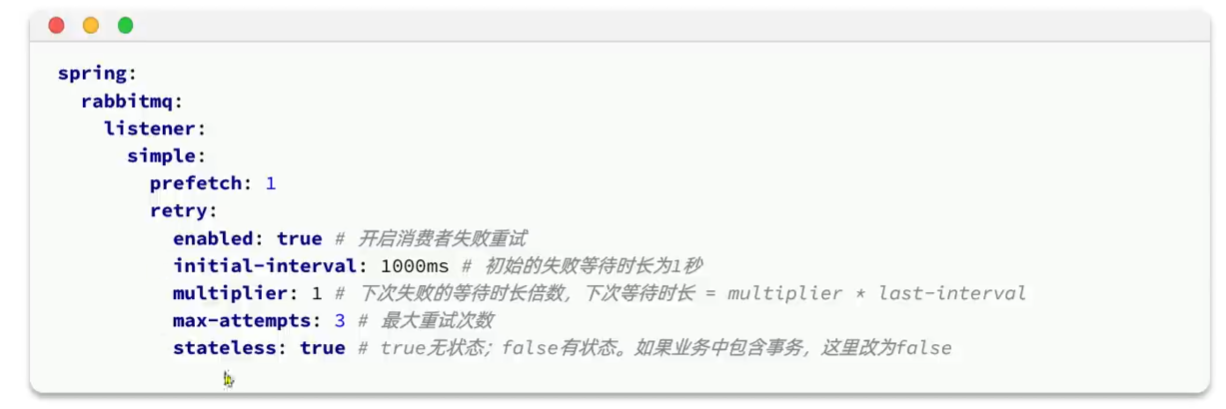 spring:
  rabbitmq:
    listener:
      simple:
        prefetch: 1
        retry:
          enabled: true # 开启消费者失败重试
          initial-interval: 1000ms # 初始的失败等待时长为1秒
          multiplier: 1 # 下次失败的等待时长倍数，下次等待时长 = multiplier * last-interval
          max-attempts: 3 # 最大重试次数
          stateless: true # true无状态；false有状态。如果业务中包含事务，这里改为false